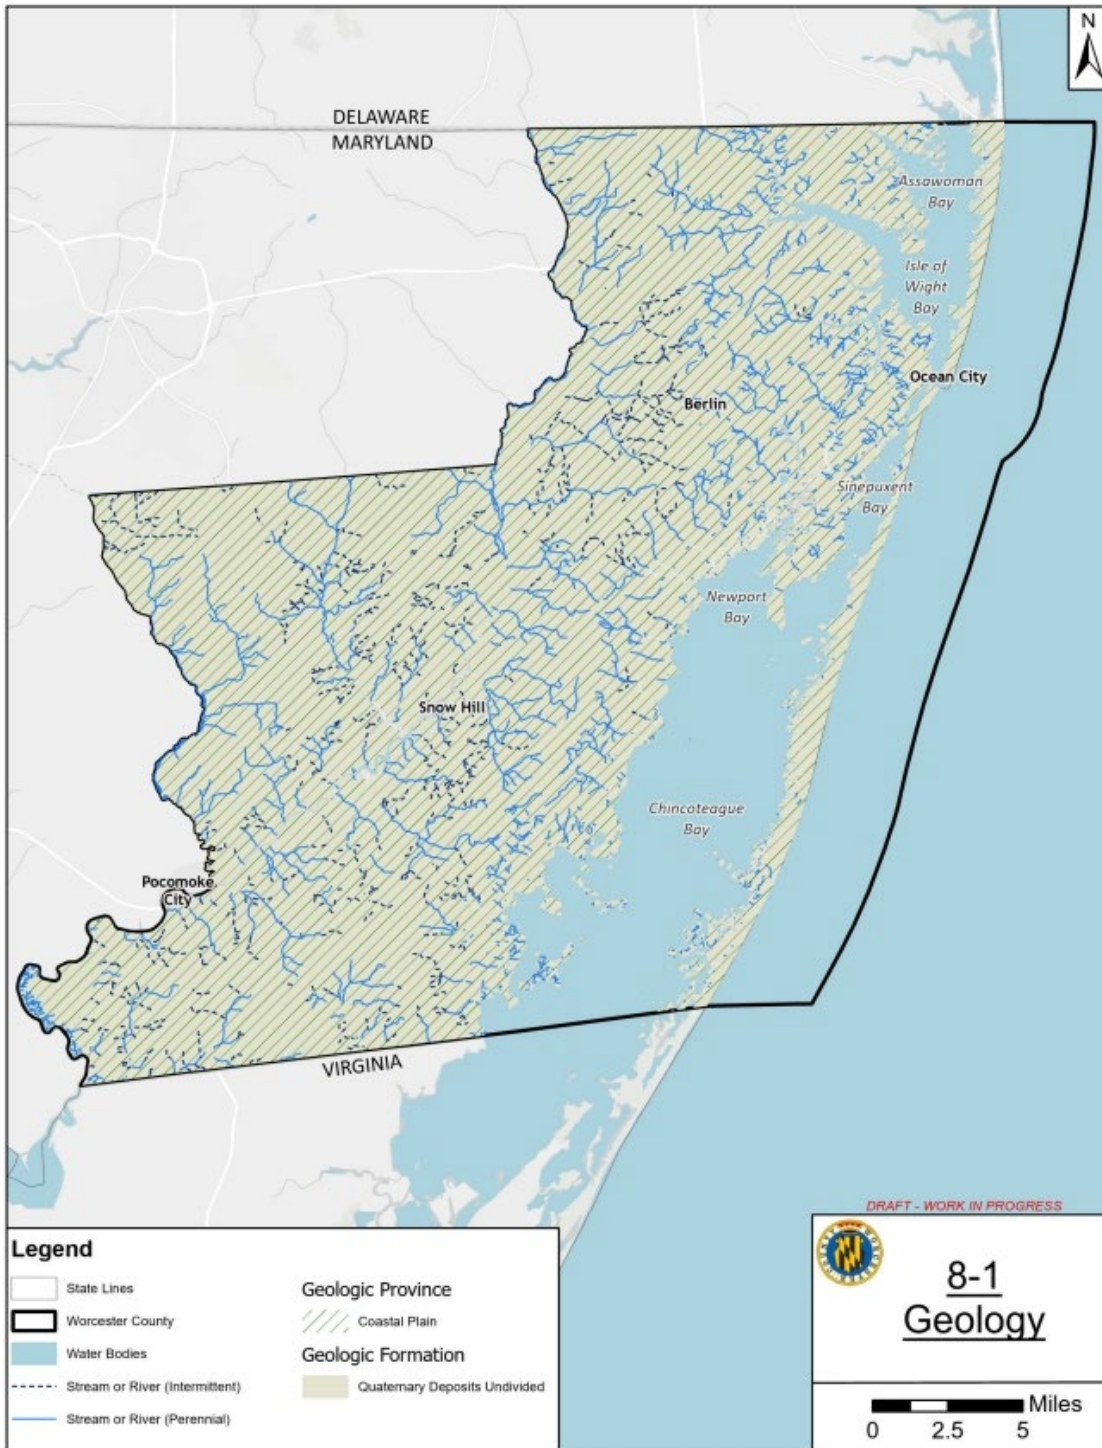 N
DELAWARE
MARYLAND
Assawoman
Bay
Isle of
Wight
Bay
Ocean City
Berlin
Sinepuxent
Bay
Newport
Bay
Snow Hill
Chincoteague
Bay
Pocomoke
City
VIRGINIA
DRAFT - WORK IN PROGRESS
Legend
State Lines
Worcester County
Water Bodies
Stream or River (Intermittent)
Stream or River (Perennial)
Geologic Province
Coastal Plain
Geologic Formation
Quaternary Deposits Undivided
8-1
Geology
Miles
0 2.5 5